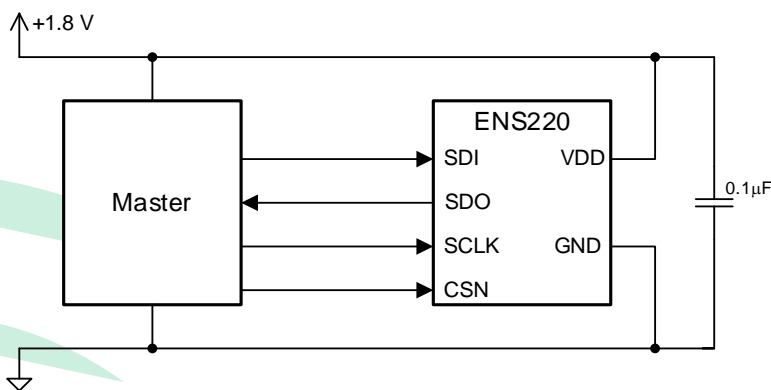 +1.8 V
ENS220
SDI VDD
Master
SDO
0.1µF
SCLK GND
CSN